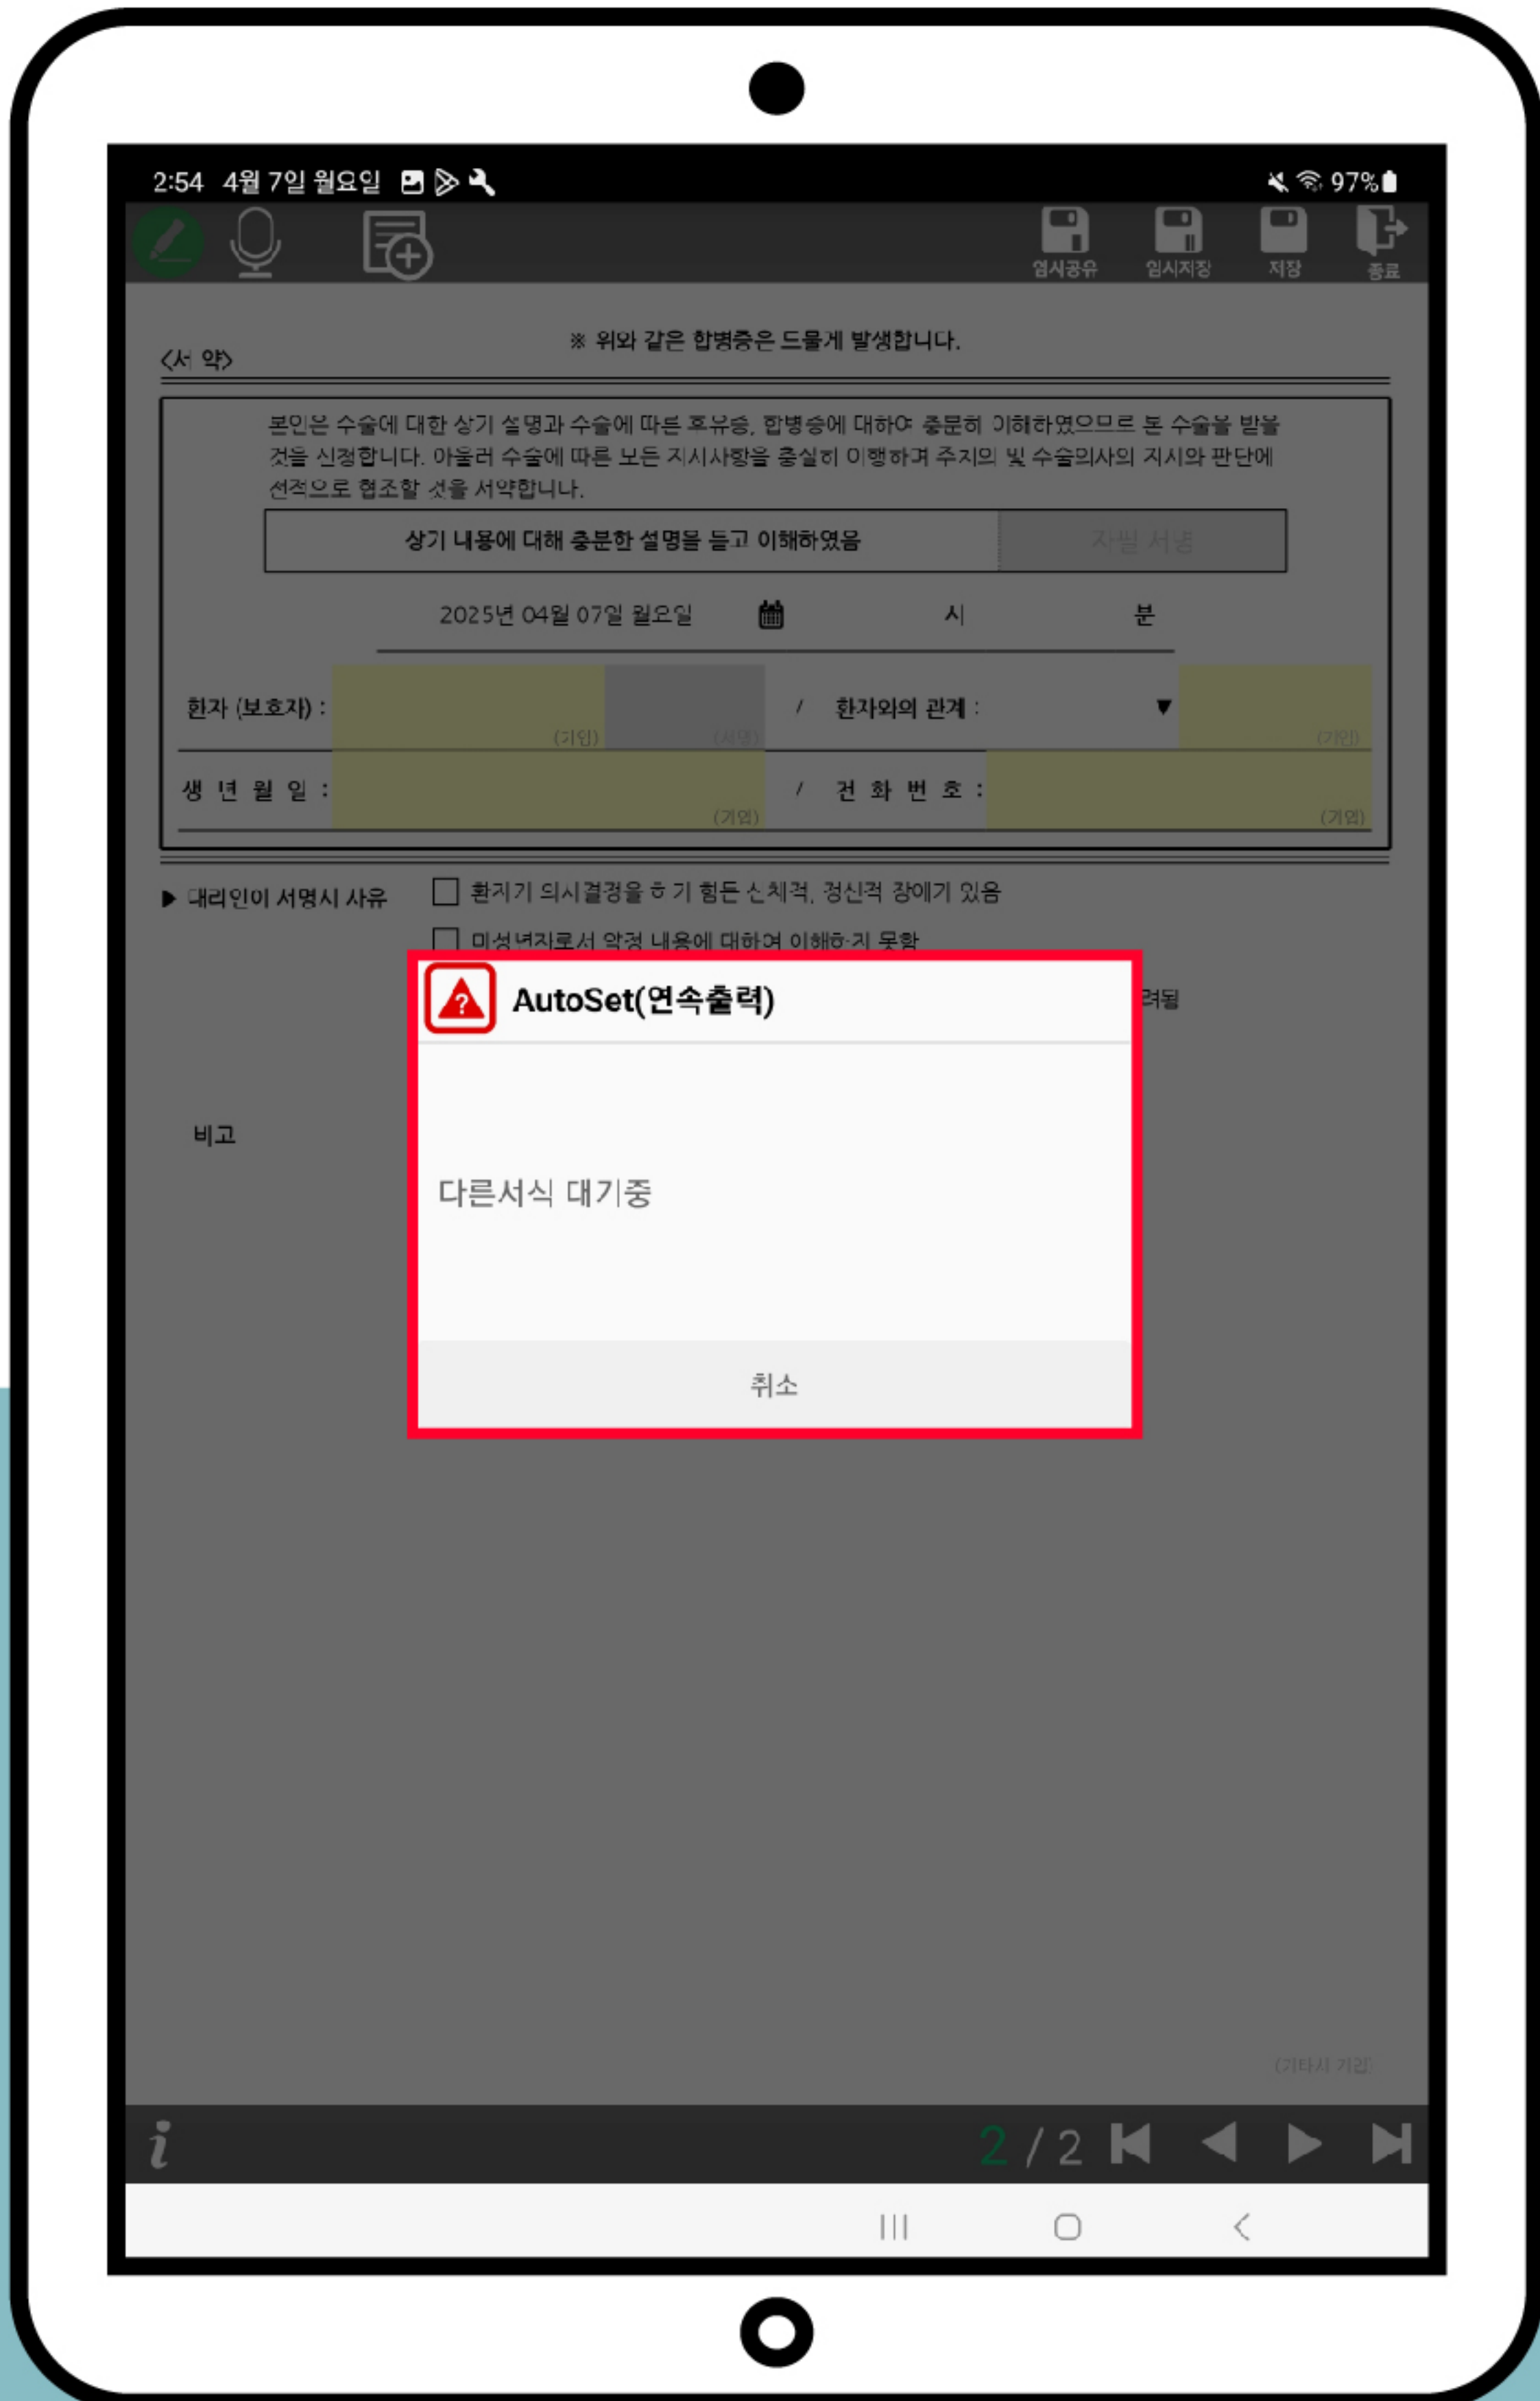 2:54 4월 7일 월요일 97%
임시공유 임시저장 저장 종료
※ 위와 같은 합병증은 드물게 발생합니다.
<서 약>
본인은 수술에 대한 상기 설명과 수술에 따른 후유증, 합병증에 대하여 충분히 이해하였으므로 본 수술을 받을
것을 신청합니다. 아울러 수술에 따른 모든 지시사항을 충실히 이행하며 주치의 및 수술의사의 지시와 판단에
전적으로 협조할 것을 서약합니다.
상기 내용에 대해 충분한 설명을 듣고 이해하였음 자필 서명
2025년 04월 07일 월요일 시 분
환자 (보호자) : (기입) (서명) / 환자와의 관계 : ▼ (기입)
생 년 월 일 : (기입) / 전 화 번 호 : (기입)
▶ 대리인이 서명시 사유 □ 환자가 의사결정을 하기 힘든 신체적, 정신적 장애가 있음
□ 미성년자로서 약정 내용에 대하여 이해하지 못함
AutoSet(연속출력)
려됨
비고
다른서식 대기중
취소
(기타시 기입)
i 2 / 2